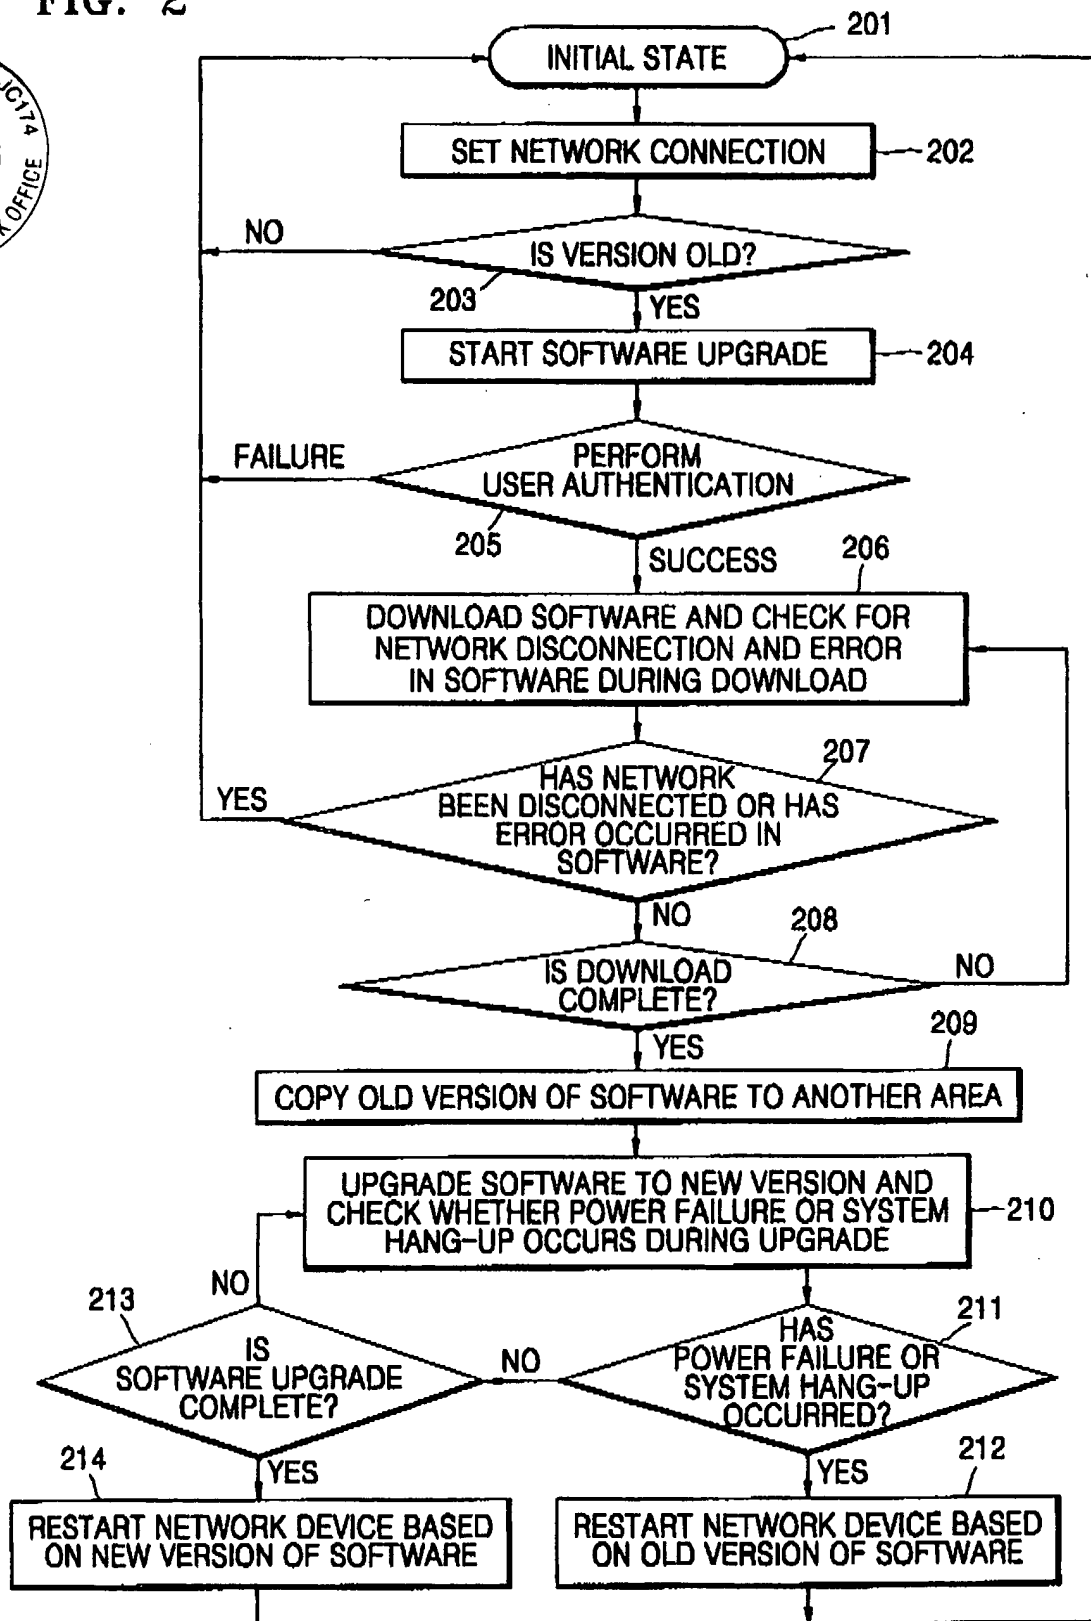 FIG. 2
201
INITIAL STATE
JC174
OFFICE
SET NETWORK CONNECTION
202
NO
IS VERSION OLD?
203
YES
START SOFTWARE UPGRADE
204
FAILURE
PERFORM
USER AUTHENTICATION
205
SUCCESS
206
DOWNLOAD SOFTWARE AND CHECK FOR
NETWORK DISCONNECTION AND ERROR
IN SOFTWARE DURING DOWNLOAD
207
HAS NETWORK
BEEN DISCONNECTED OR HAS
ERROR OCCURRED IN
SOFTWARE?
YES
NO
208
IS DOWNLOAD
COMPLETE?
NO
YES
209
COPY OLD VERSION OF SOFTWARE TO ANOTHER AREA
UPGRADE SOFTWARE TO NEW VERSION AND
CHECK WHETHER POWER FAILURE OR SYSTEM
HANG-UP OCCURS DURING UPGRADE
210
NO
213
IS
SOFTWARE UPGRADE
COMPLETE?
NO
211
HAS
POWER FAILURE OR
SYSTEM HANG-UP
OCCURRED?
214
YES
YES
212
RESTART NETWORK DEVICE BASED
ON NEW VERSION OF SOFTWARE
RESTART NETWORK DEVICE BASED
ON OLD VERSION OF SOFTWARE